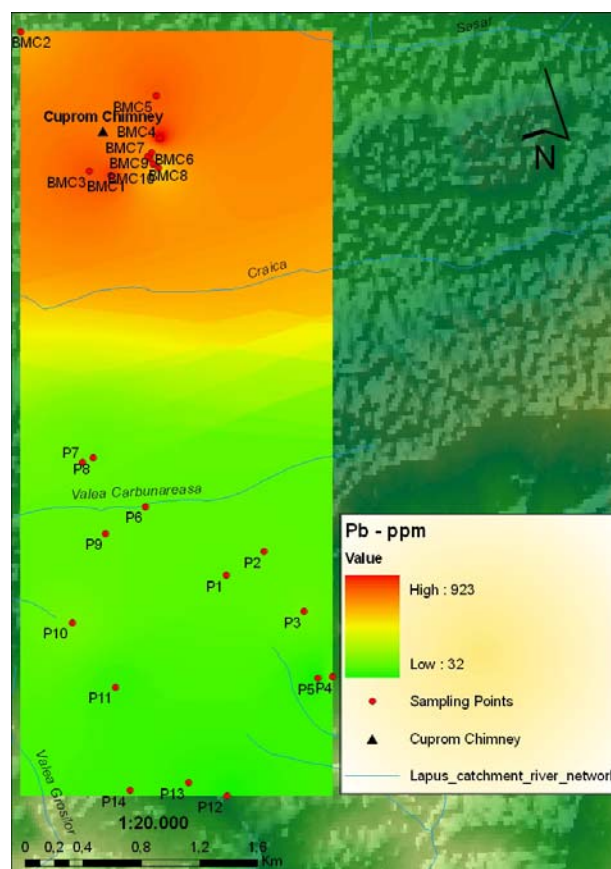 Sasar
BMC2
BMC5
Cuprom Chimney
BMC4
BMC7
BMC9
BMC6
BMC3
BMC1
BMC10
BMC8
N
Craica
P7
P8
Valea Carbunareasa
P6
P9
P2
P1
P3
P10
P5
P4
P11
P13
P14
P12
Valea Grosilor
Pb - ppm
Value
High : 923
Low : 32
Sampling Points
Cuprom Chimney
Lapus_catchment_river_network
1:20.000
0 0,2 0,4 0,8 1,2 1,6
Km